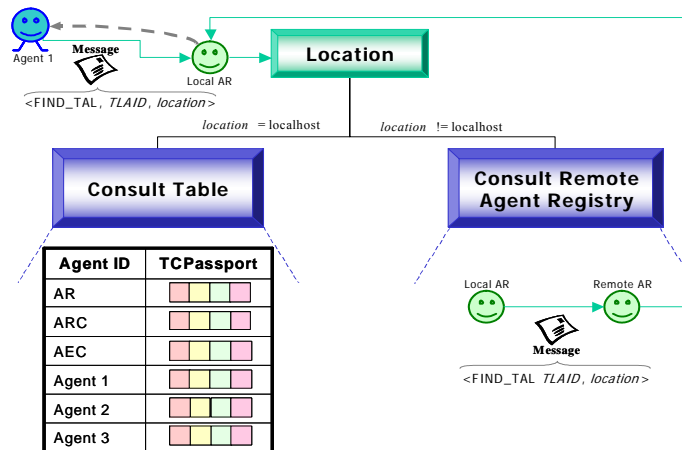 Agent 1
Message
Local AR
Location
<FIND_TAL, TLAID, location>
location = localhost
location != localhost
Consult Table
Consult Remote
Agent Registry
Agent ID TCPassport
AR
ARC
AEC
Agent 1
Agent 2
Agent 3
Local AR
Remote AR
Message
<FIND_TAL TLAID, location>